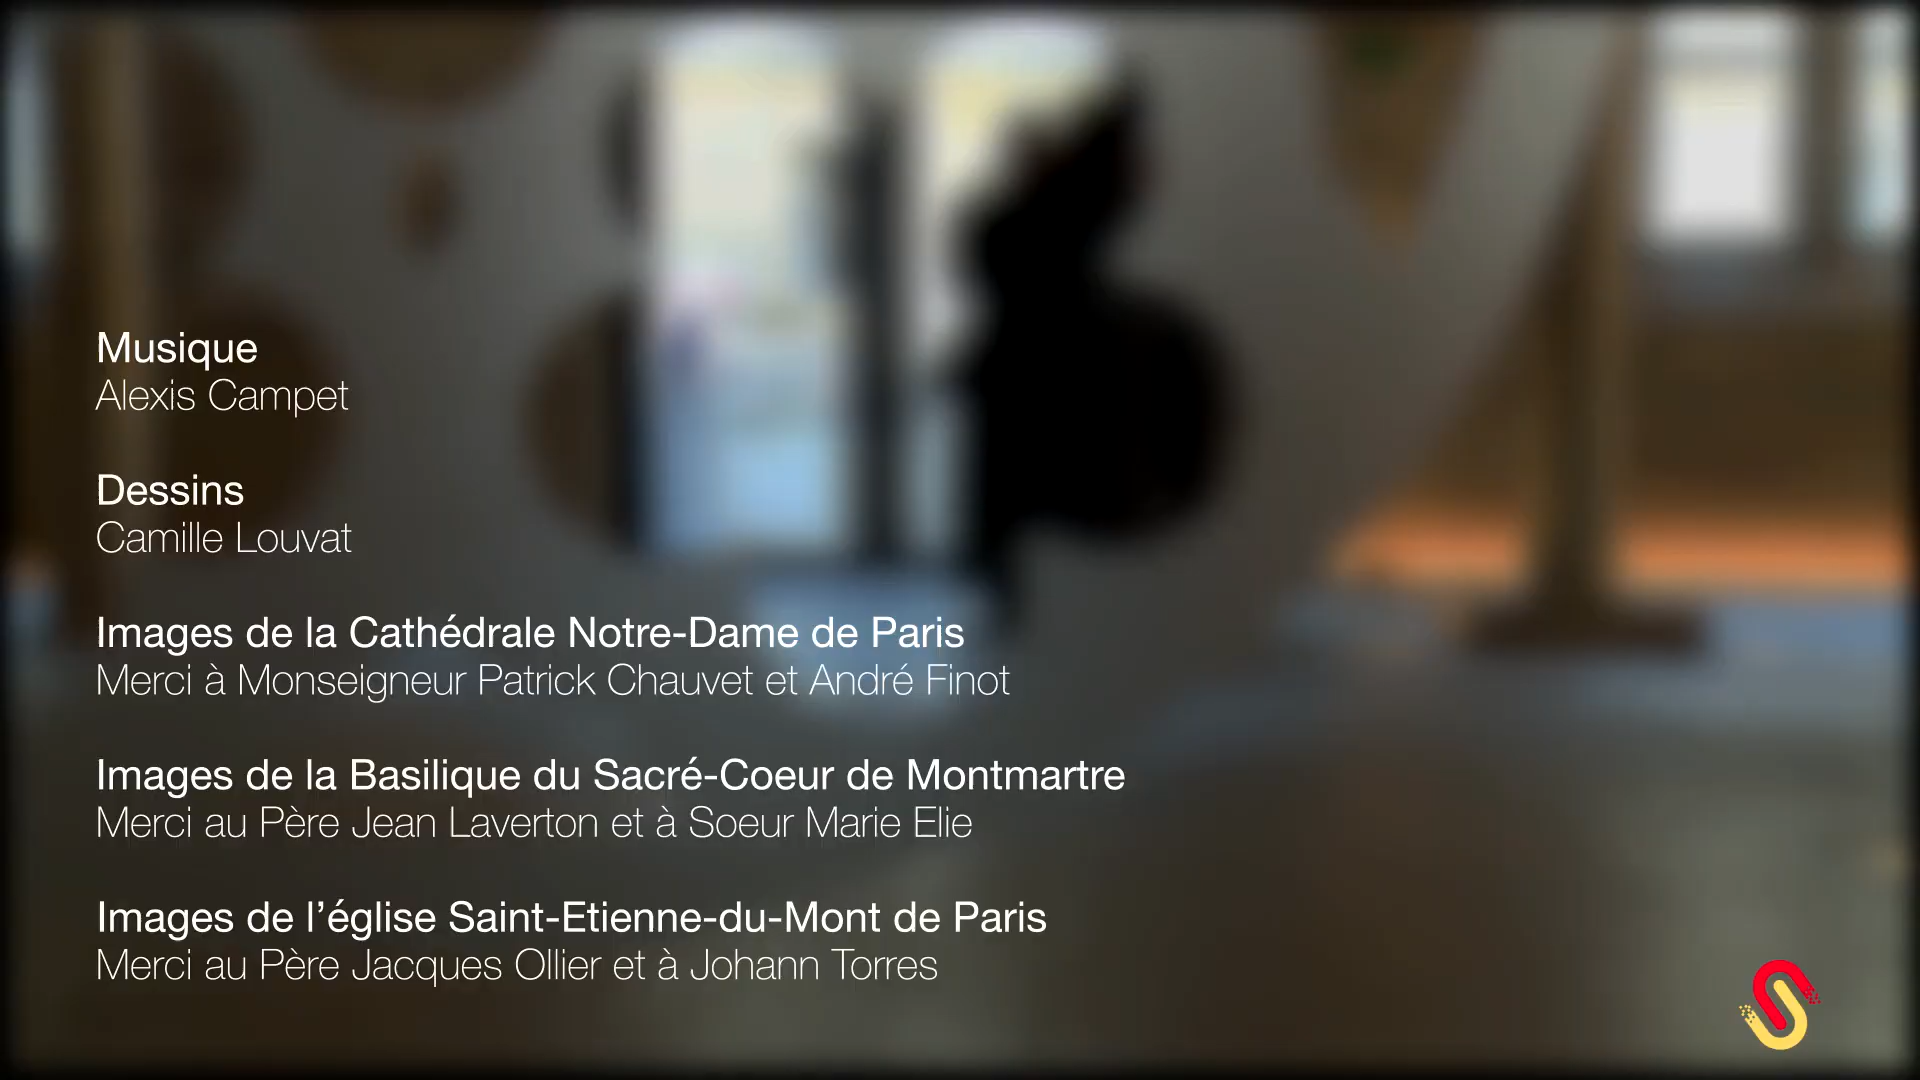 Musique
Alexis Campet
Dessins
Camille Louvat
Images de la Cathédrale Notre-Dame de Paris
Merci à Monseigneur Patrick Chauvet et André Finot
Images de la Basilique du Sacré-Coeur de Montmartre
Merci au Père Jean Laverton et à Soeur Marie Elie
Images de l’église Saint-Etienne-du-Mont de Paris
Merci au Père Jacques Ollier et à Johann Torres